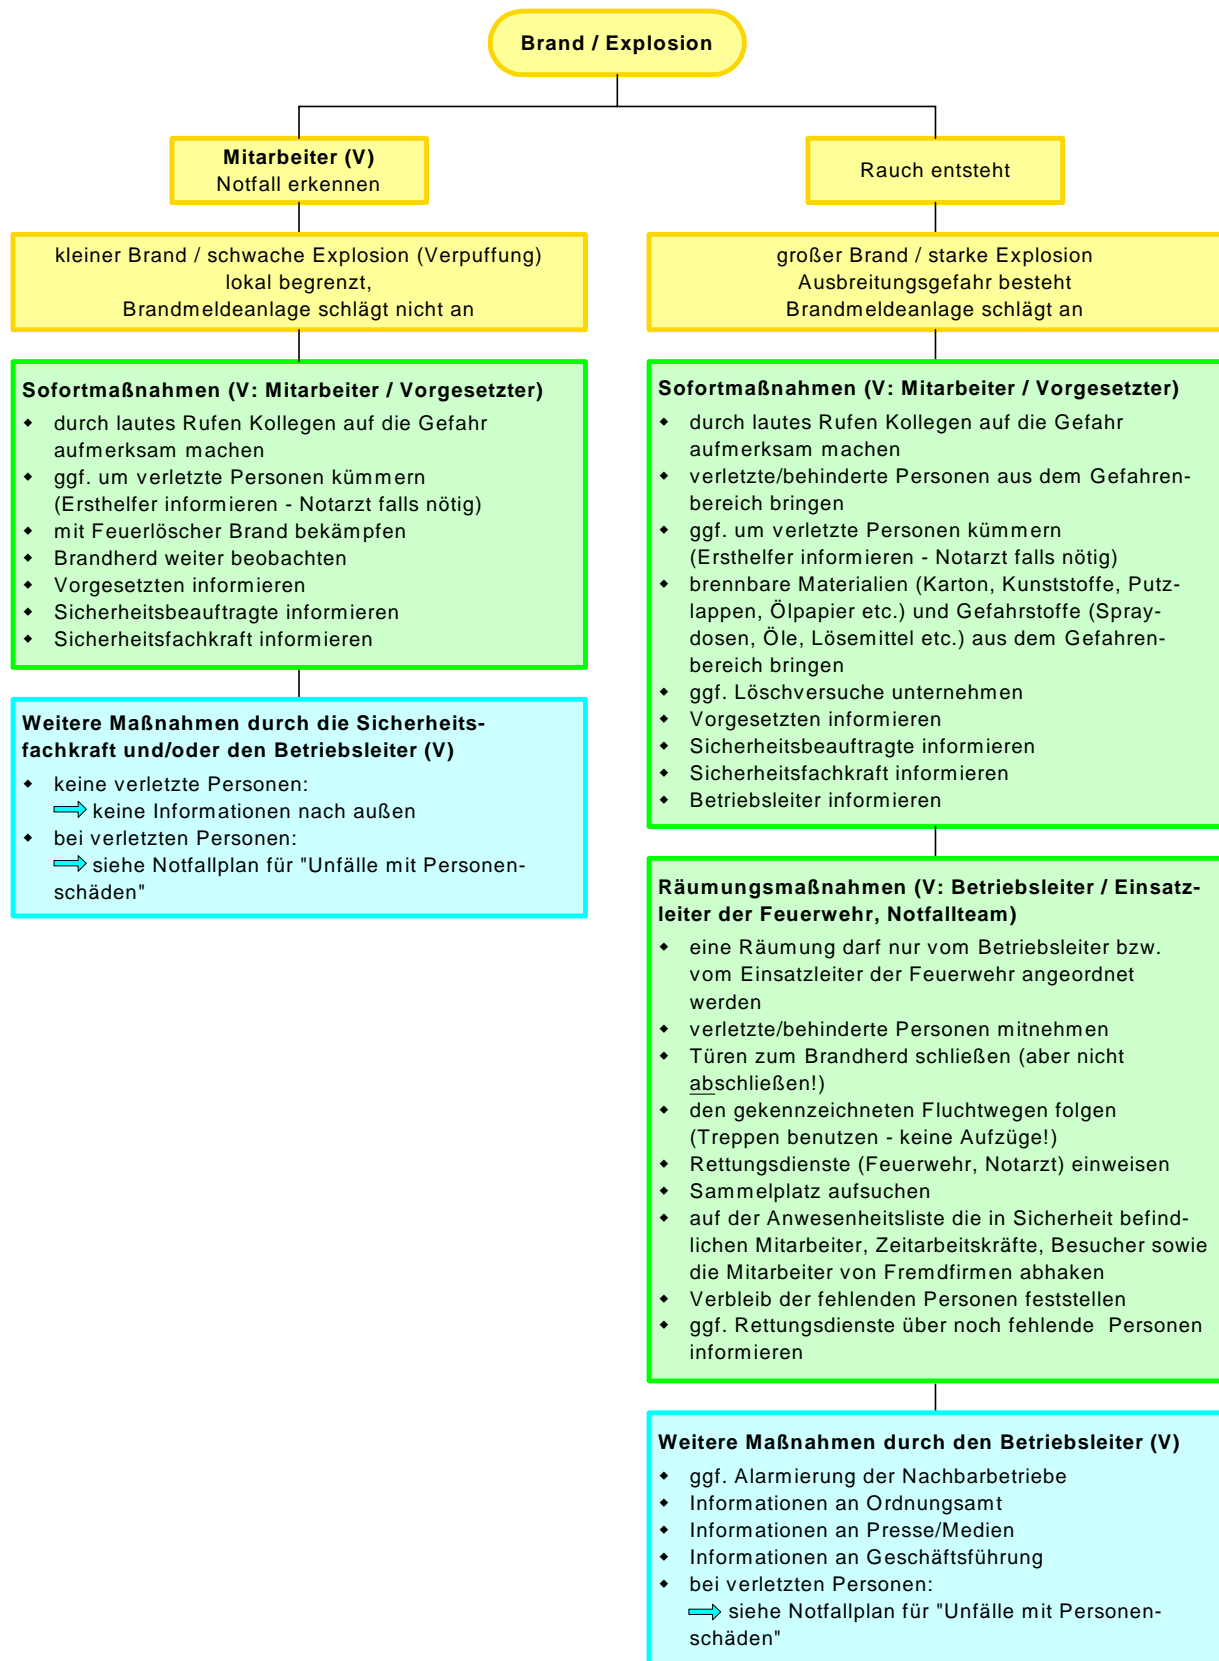 Brand / Explosion
Mitarbeiter (V)
Notfall erkennen
kleiner Brand / schwache Explosion (Verpuffung)
lokal begrenzt,
Brandmeldeanlage schlägt nicht an
Sofortmaßnahmen (V: Mitarbeiter / Vorgesetzter)
◆ durch lautes Rufen Kollegen auf die Gefahr
aufmerksam machen
◆ ggf. um verletzte Personen kümmern
(Ersthelfer informieren - Notarzt falls nötig)
◆ mit Feuerlöscher Brand bekämpfen
◆ Brandherd weiter beobachten
◆ Vorgesetzten informieren
◆ Sicherheitsbeauftragte informieren
◆ Sicherheitsfachkraft informieren
Weitere Maßnahmen durch die Sicherheits-
fachkraft und/oder den Betriebsleiter (V)
◆ keine verletzte Personen:
⇒ keine Informationen nach außen
◆ bei verletzten Personen:
⇒ siehe Notfallplan für "Unfälle mit Personen-
schäden"
Rauch entsteht
großer Brand / starke Explosion
Ausbreitungsgefahr besteht
Brandmeldeanlage schlägt an
Sofortmaßnahmen (V: Mitarbeiter / Vorgesetzter)
◆ durch lautes Rufen Kollegen auf die Gefahr
aufmerksam machen
◆ verletzte/behinderte Personen aus dem Gefahren-
bereich bringen
◆ ggf. um verletzte Personen kümmern
(Ersthelfer informieren - Notarzt falls nötig)
◆ brennbare Materialien (Karton, Kunststoffe, Putz-
lappen, Ölpapier etc.) und Gefahrstoffe (Spray-
dosen, Öle, Lösemittel etc.) aus dem Gefahren-
bereich bringen
◆ ggf. Löschversuche unternehmen
◆ Vorgesetzten informieren
◆ Sicherheitsbeauftragte informieren
◆ Sicherheitsfachkraft informieren
◆ Betriebsleiter informieren
Räumungsmaßnahmen (V: Betriebsleiter / Einsatz-
leiter der Feuerwehr, Notfallteam)
◆ eine Räumung darf nur vom Betriebsleiter bzw.
vom Einsatzleiter der Feuerwehr angeordnet
werden
◆ verletzte/behinderte Personen mitnehmen
◆ Türen zum Brandherd schließen (aber nicht
abschließen!)
◆ den gekennzeichneten Fluchtwegen folgen
(Treppen benutzen - keine Aufzüge!)
◆ Rettungsdienste (Feuerwehr, Notarzt) einweisen
◆ Sammelplatz aufsuchen
◆ auf der Anwesenheitsliste die in Sicherheit befind-
lichen Mitarbeiter, Zeitarbeitskräfte, Besucher sowie
die Mitarbeiter von Fremdfirmen abhaken
◆ Verbleib der fehlenden Personen feststellen
◆ ggf. Rettungsdienste über noch fehlende Personen
informieren
Weitere Maßnahmen durch den Betriebsleiter (V)
◆ ggf. Alarmierung der Nachbarbetriebe
◆ Informationen an Ordnungsamt
◆ Informationen an Presse/Medien
◆ Informationen an Geschäftsführung
◆ bei verletzten Personen:
⇒ siehe Notfallplan für "Unfälle mit Personen-
schäden"